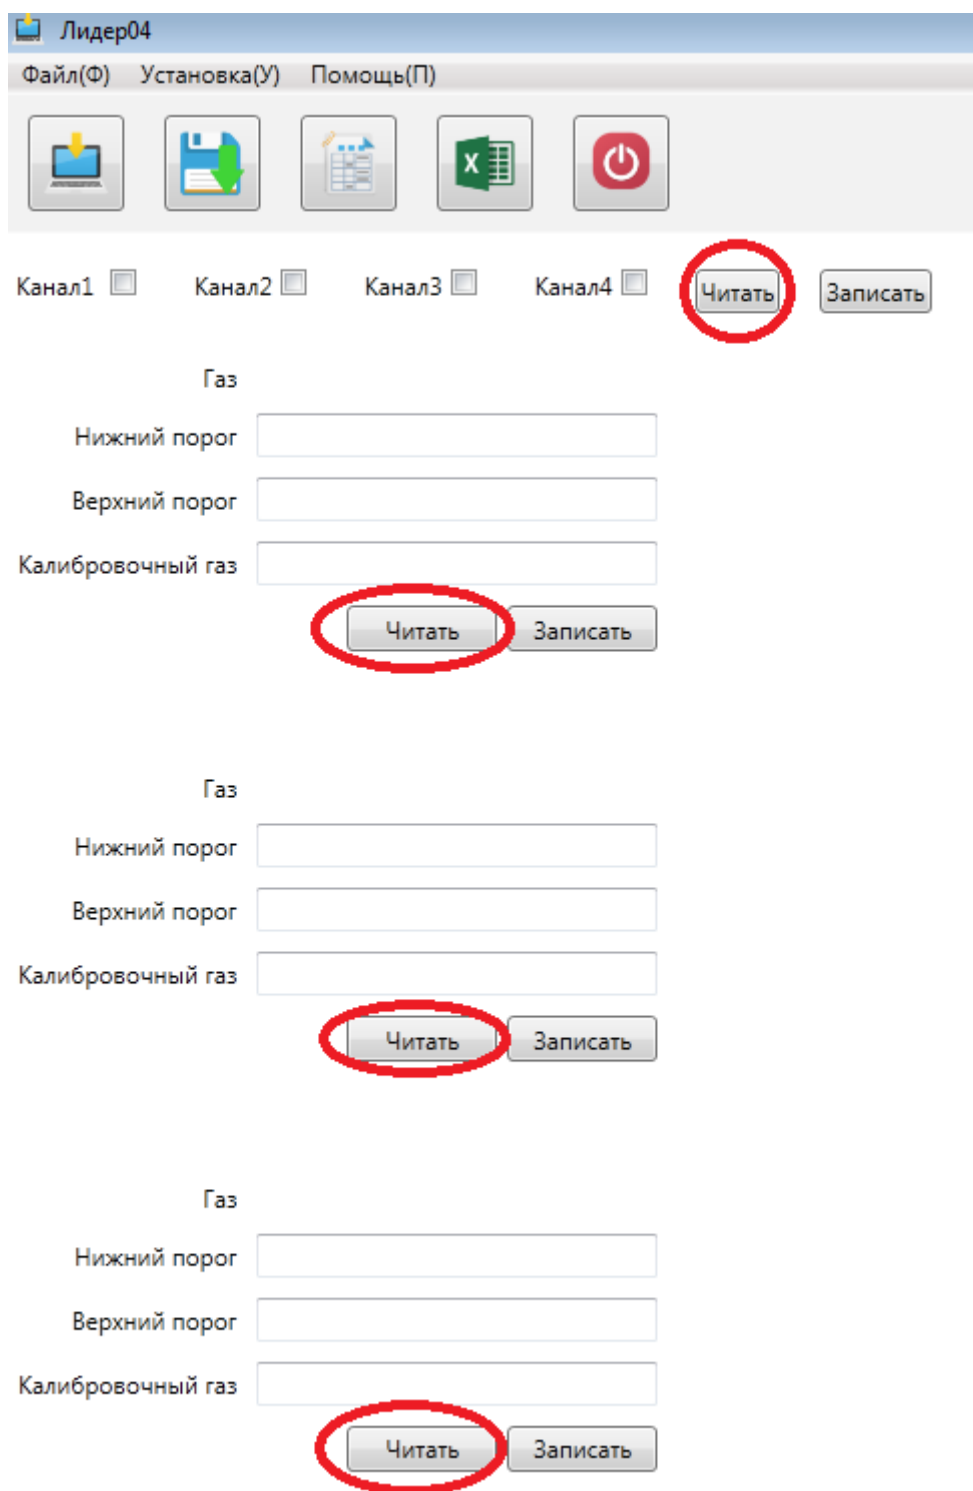 Лидер04
Файл(Ф) Установка(У) Помощь(П)
X
Канал1 Канал2 Канал3 Канал4 Читать Записать
Газ
Нижний порог
Верхний порог
Калибровочный газ
Читать Записать
Газ
Нижний порог
Верхний порог
Калибровочный газ
Читать Записать
Газ
Нижний порог
Верхний порог
Калибровочный газ
Читать Записать